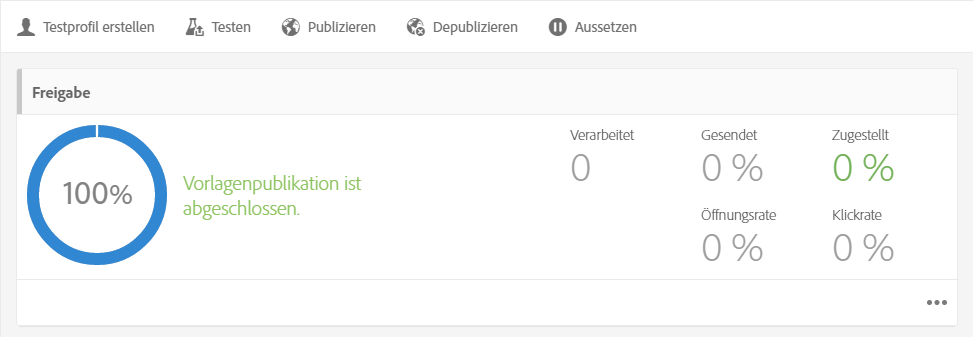 Testprofil erstellen Testen Publizieren Depublizieren Aussetzen
Freigabe
100%
Vorlagenpublikation ist
abgeschlossen.
Verarbeitet Gesendet Zugestellt
0 0 % 0 %
Öffnungsrate Klickrate
0 % 0 %